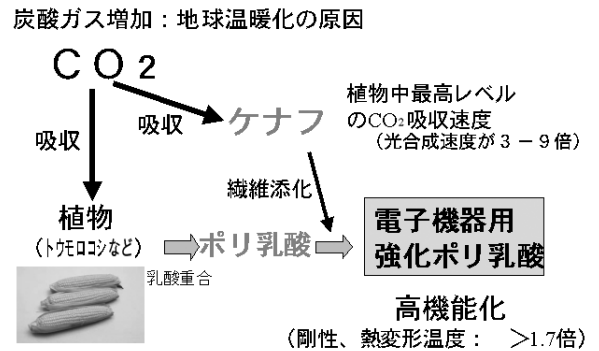 炭酸ガス増加：地球温暖化の原因
CO2
吸収
吸収
ケナフ
植物中最高レベル
のCO2吸収速度
（光合成速度が３－９倍）
繊維添化
植物
（トウモロコシなど）
ポリ乳酸
乳酸重合
電子機器用
強化ポリ乳酸
高機能化
（剛性、熱変形温度： ＞1.7倍）